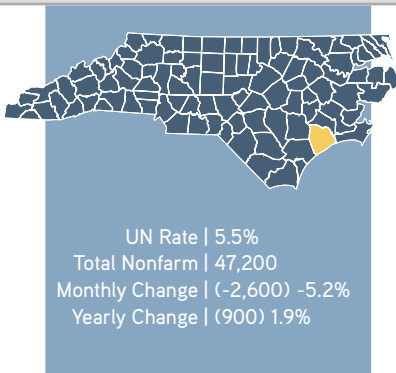 UN Rate | 5.5%
Total Nonfarm | 47,200
Monthly Change | (-2,600) -5.2%
Yearly Change | (900) 1.9%